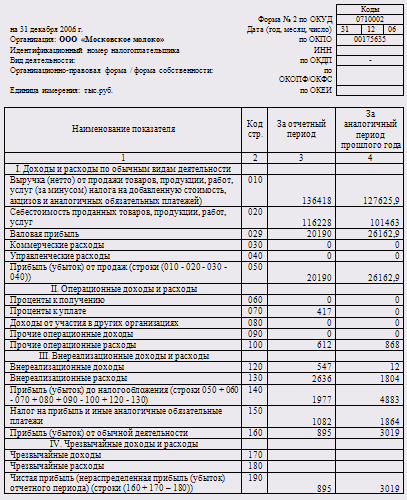 Коды
Форма № 2 по ОКУД 0710002
на 31 декабря 2006 г. Дата (год, месяц, число) 31 12 06
Организация: ООО «Московское молоко» по ОКПО 00175635
Идентификационный номер налогоплательщика ИНН
Вид деятельности: по ОКДП -
Организационно-правовая форма / форма собственности: по
ОКОПФ/ОКФС
Единица измерения: тыс.руб. по ОКЕИ
Наименование показателя Код стр. За отчетный период За аналогичный период прошлого года
1 2 3 4
I. Доходы и расходы по обычным видам деятельности
Выручка (нетто) от продажи товаров, продукции, работ, 010
услуг (за минусом) налога на добавленную стоимость,
акцизов и аналогичных обязательных платежей) 136418 127625,9
Себестоимость проданных товаров, продукции, работ, 020
услуг 116228 101463
Валовая прибыль 029 20190 26162,9
Коммерческие расходы 030 0 0
Управленческие расходы 040 0 0
Прибыль (убыток) от продаж (строки (010 - 020 - 030 - 050
040)) 20190 26162,9
II. Операционные доходы и расходы
Проценты к получению 060 0 0
Проценты к уплате 070 417 0
Доходы от участия в других организациях 080 0 0
Прочие операционные доходы 090 0 0
Прочие операционные расходы 100 612 868
III. Внереализационные доходы и расходы
Внереализационные доходы 120 547 12
Внереализационные расходы 130 2636 1804
Прибыль (убыток) до налогообложения (строки 050 + 060 140
- 070 + 080 + 090 - 100 + 120 - 130) 1977 4883
Налог на прибыль и иные аналогичные обязательные 150
платежи 1082 1864
Прибыль (убыток) от обычной деятельности 160 895 3019
IV. Чрезвычайные доходы и расходы
Чрезвычайные доходы 170
Чрезвычайные расходы 180
Чистая прибыль (нераспределенная прибыль (убыток) 190
отчетного периода) (строки (160 + 170 – 180)) 895 3019